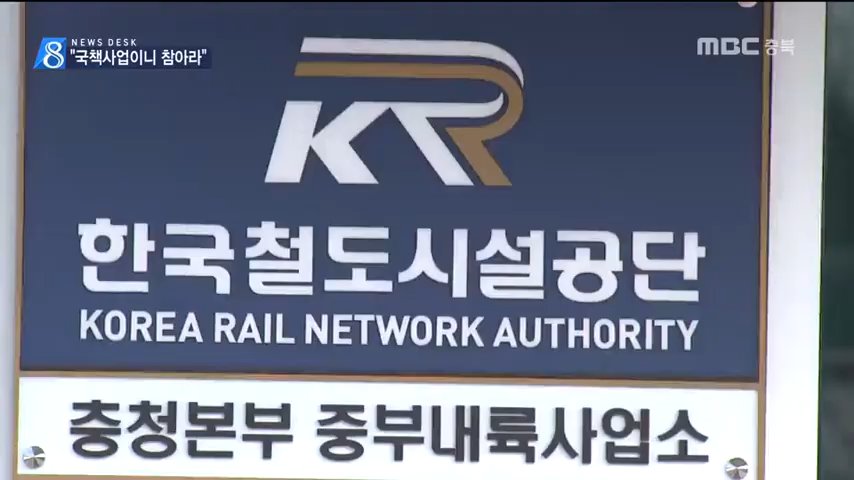 NEWS DESK
8 "국책사업이니 참아라"
MBC 충북
KR
한국철도시설공단
KOREA RAIL NETWORK AUTHORITY
충청본부 중부내륙사업소